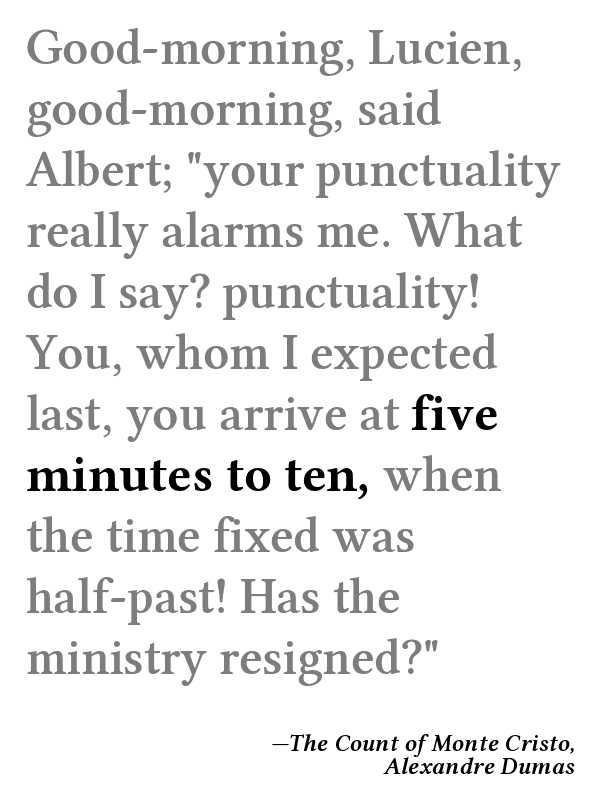 Good-morning, Lucien,
good-morning, said
Albert; "your punctuality
really alarms me. What
do I say? punctuality!
You, whom I expected
last, you arrive at five
minutes to ten, when
the time fixed was
half-past! Has the
ministry resigned?"
—The Count of Monte Cristo,
Alexandre Dumas